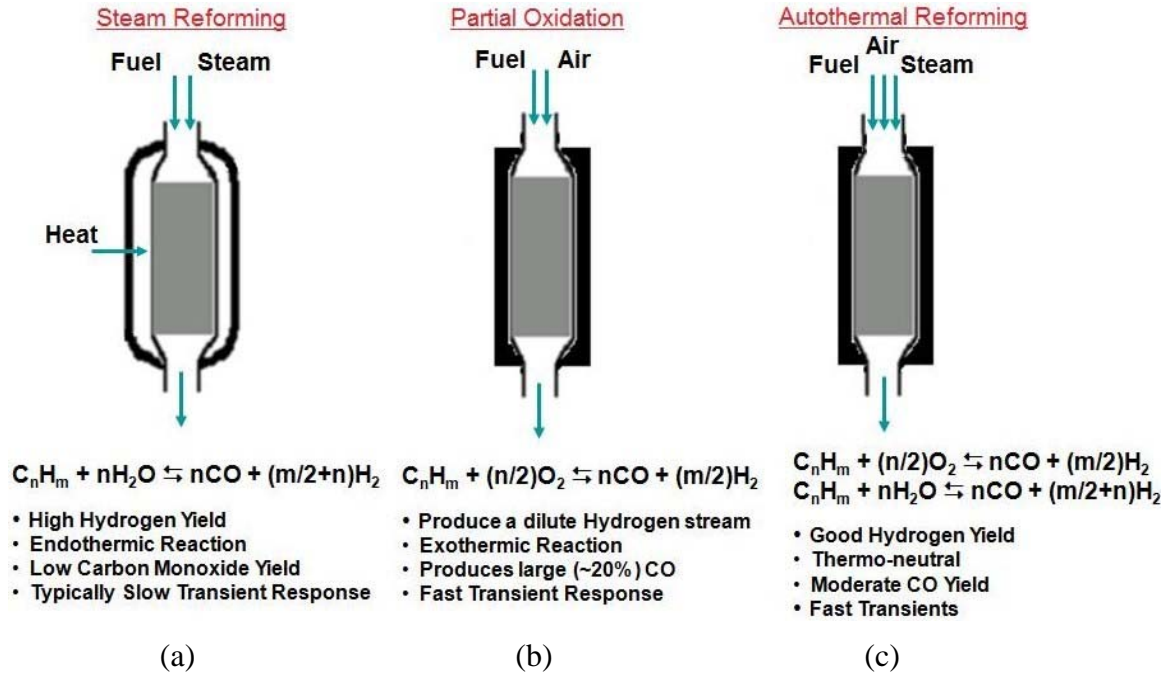 Steam Reforming
Fuel Steam
Heat
CₙHₘ + nH₂O ⇆ nCO + (m/2+n)H₂
• High Hydrogen Yield
• Endothermic Reaction
• Low Carbon Monoxide Yield
• Typically Slow Transient Response
(a)
Partial Oxidation
Fuel Air
CₙHₘ + (n/2)O₂ ⇆ nCO + (m/2)H₂
• Produce a dilute Hydrogen stream
• Exothermic Reaction
• Produces large (~20%) CO
• Fast Transient Response
(b)
Autothermal Reforming
Air
Fuel Steam
CₙHₘ + (n/2)O₂ ⇆ nCO + (m/2)H₂
CₙHₘ + nH₂O ⇆ nCO + (m/2+n)H₂
• Good Hydrogen Yield
• Thermo-neutral
• Moderate CO Yield
• Fast Transients
(c)